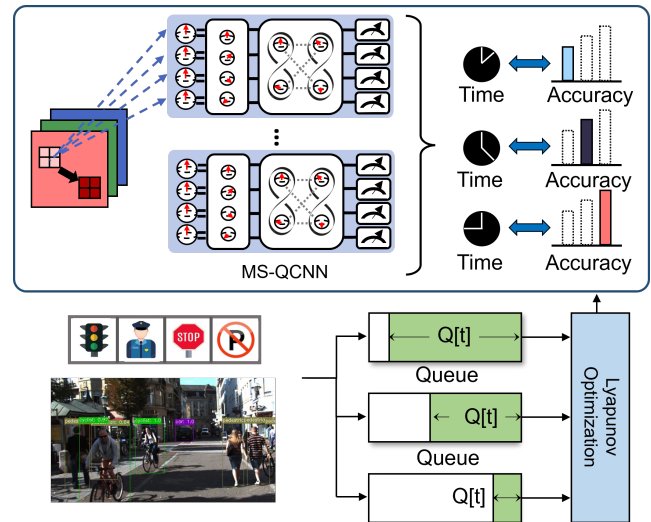 Time
Accuracy
Time
Accuracy
Time
Accuracy
MS-QCNN
STOP
P
Q[t]
Queue
Q[t]
Queue
Q[t]
Lyapunov
Optimization